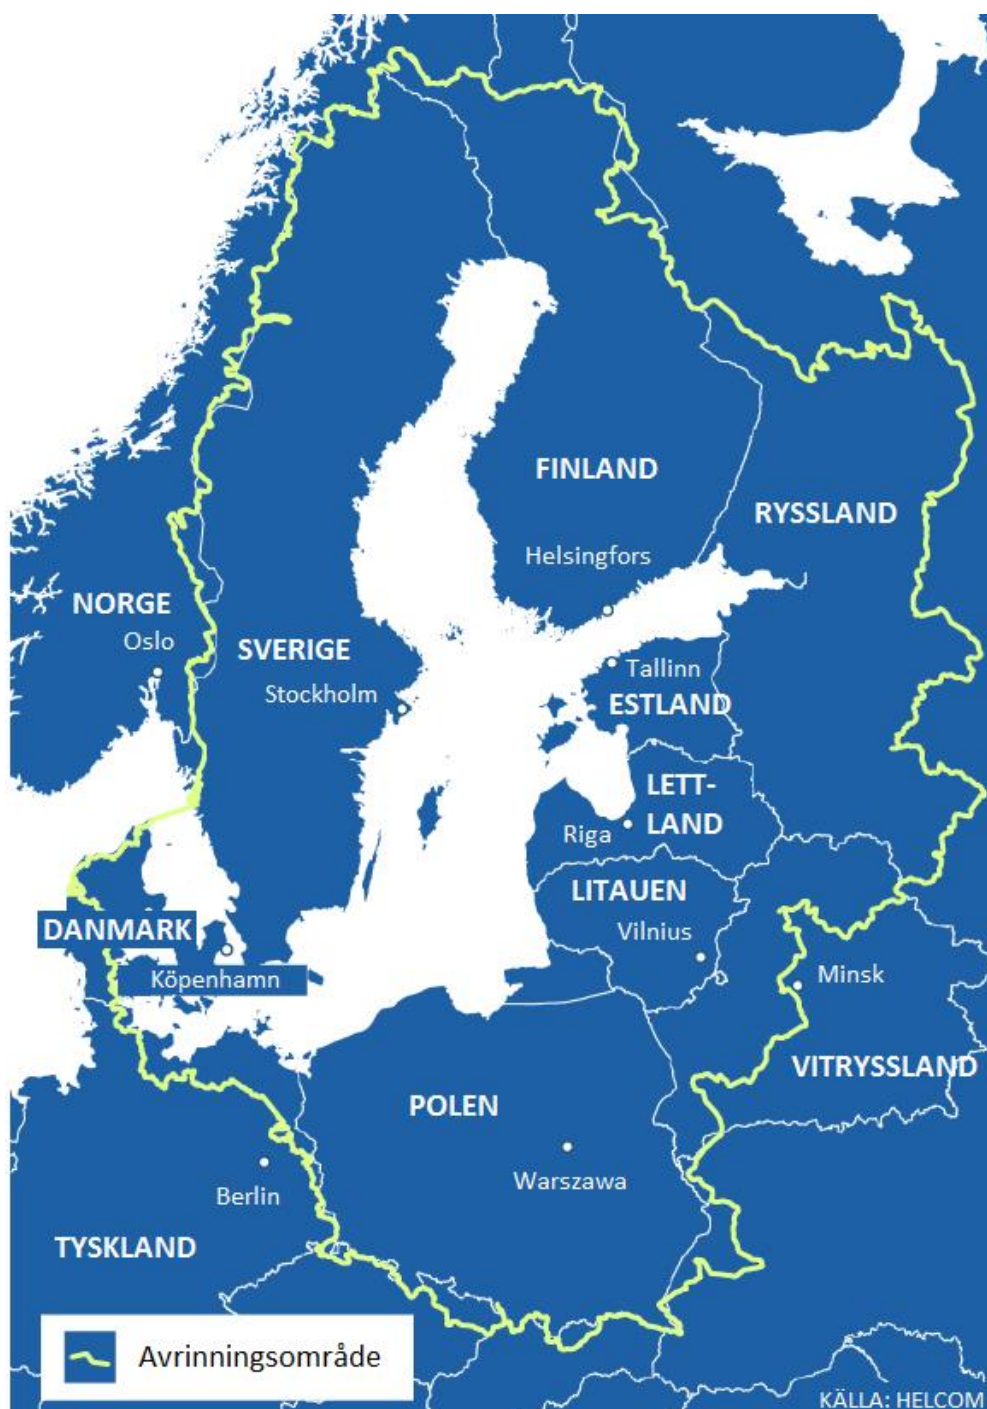 FINLAND
RYSSLAND
Helsingfors
NORGE
Oslo
SVERIGE
Tallinn
Stockholm
ESTLAND
LETT-
LAND
Riga
LITAUEN
DANMARK
Vilnius
Köpenhamn
Minsk
VITRYSSLAND
POLEN
Warszawa
Berlin
TYSKLAND
Avrinningsområde
KÄLLA: HELCOM